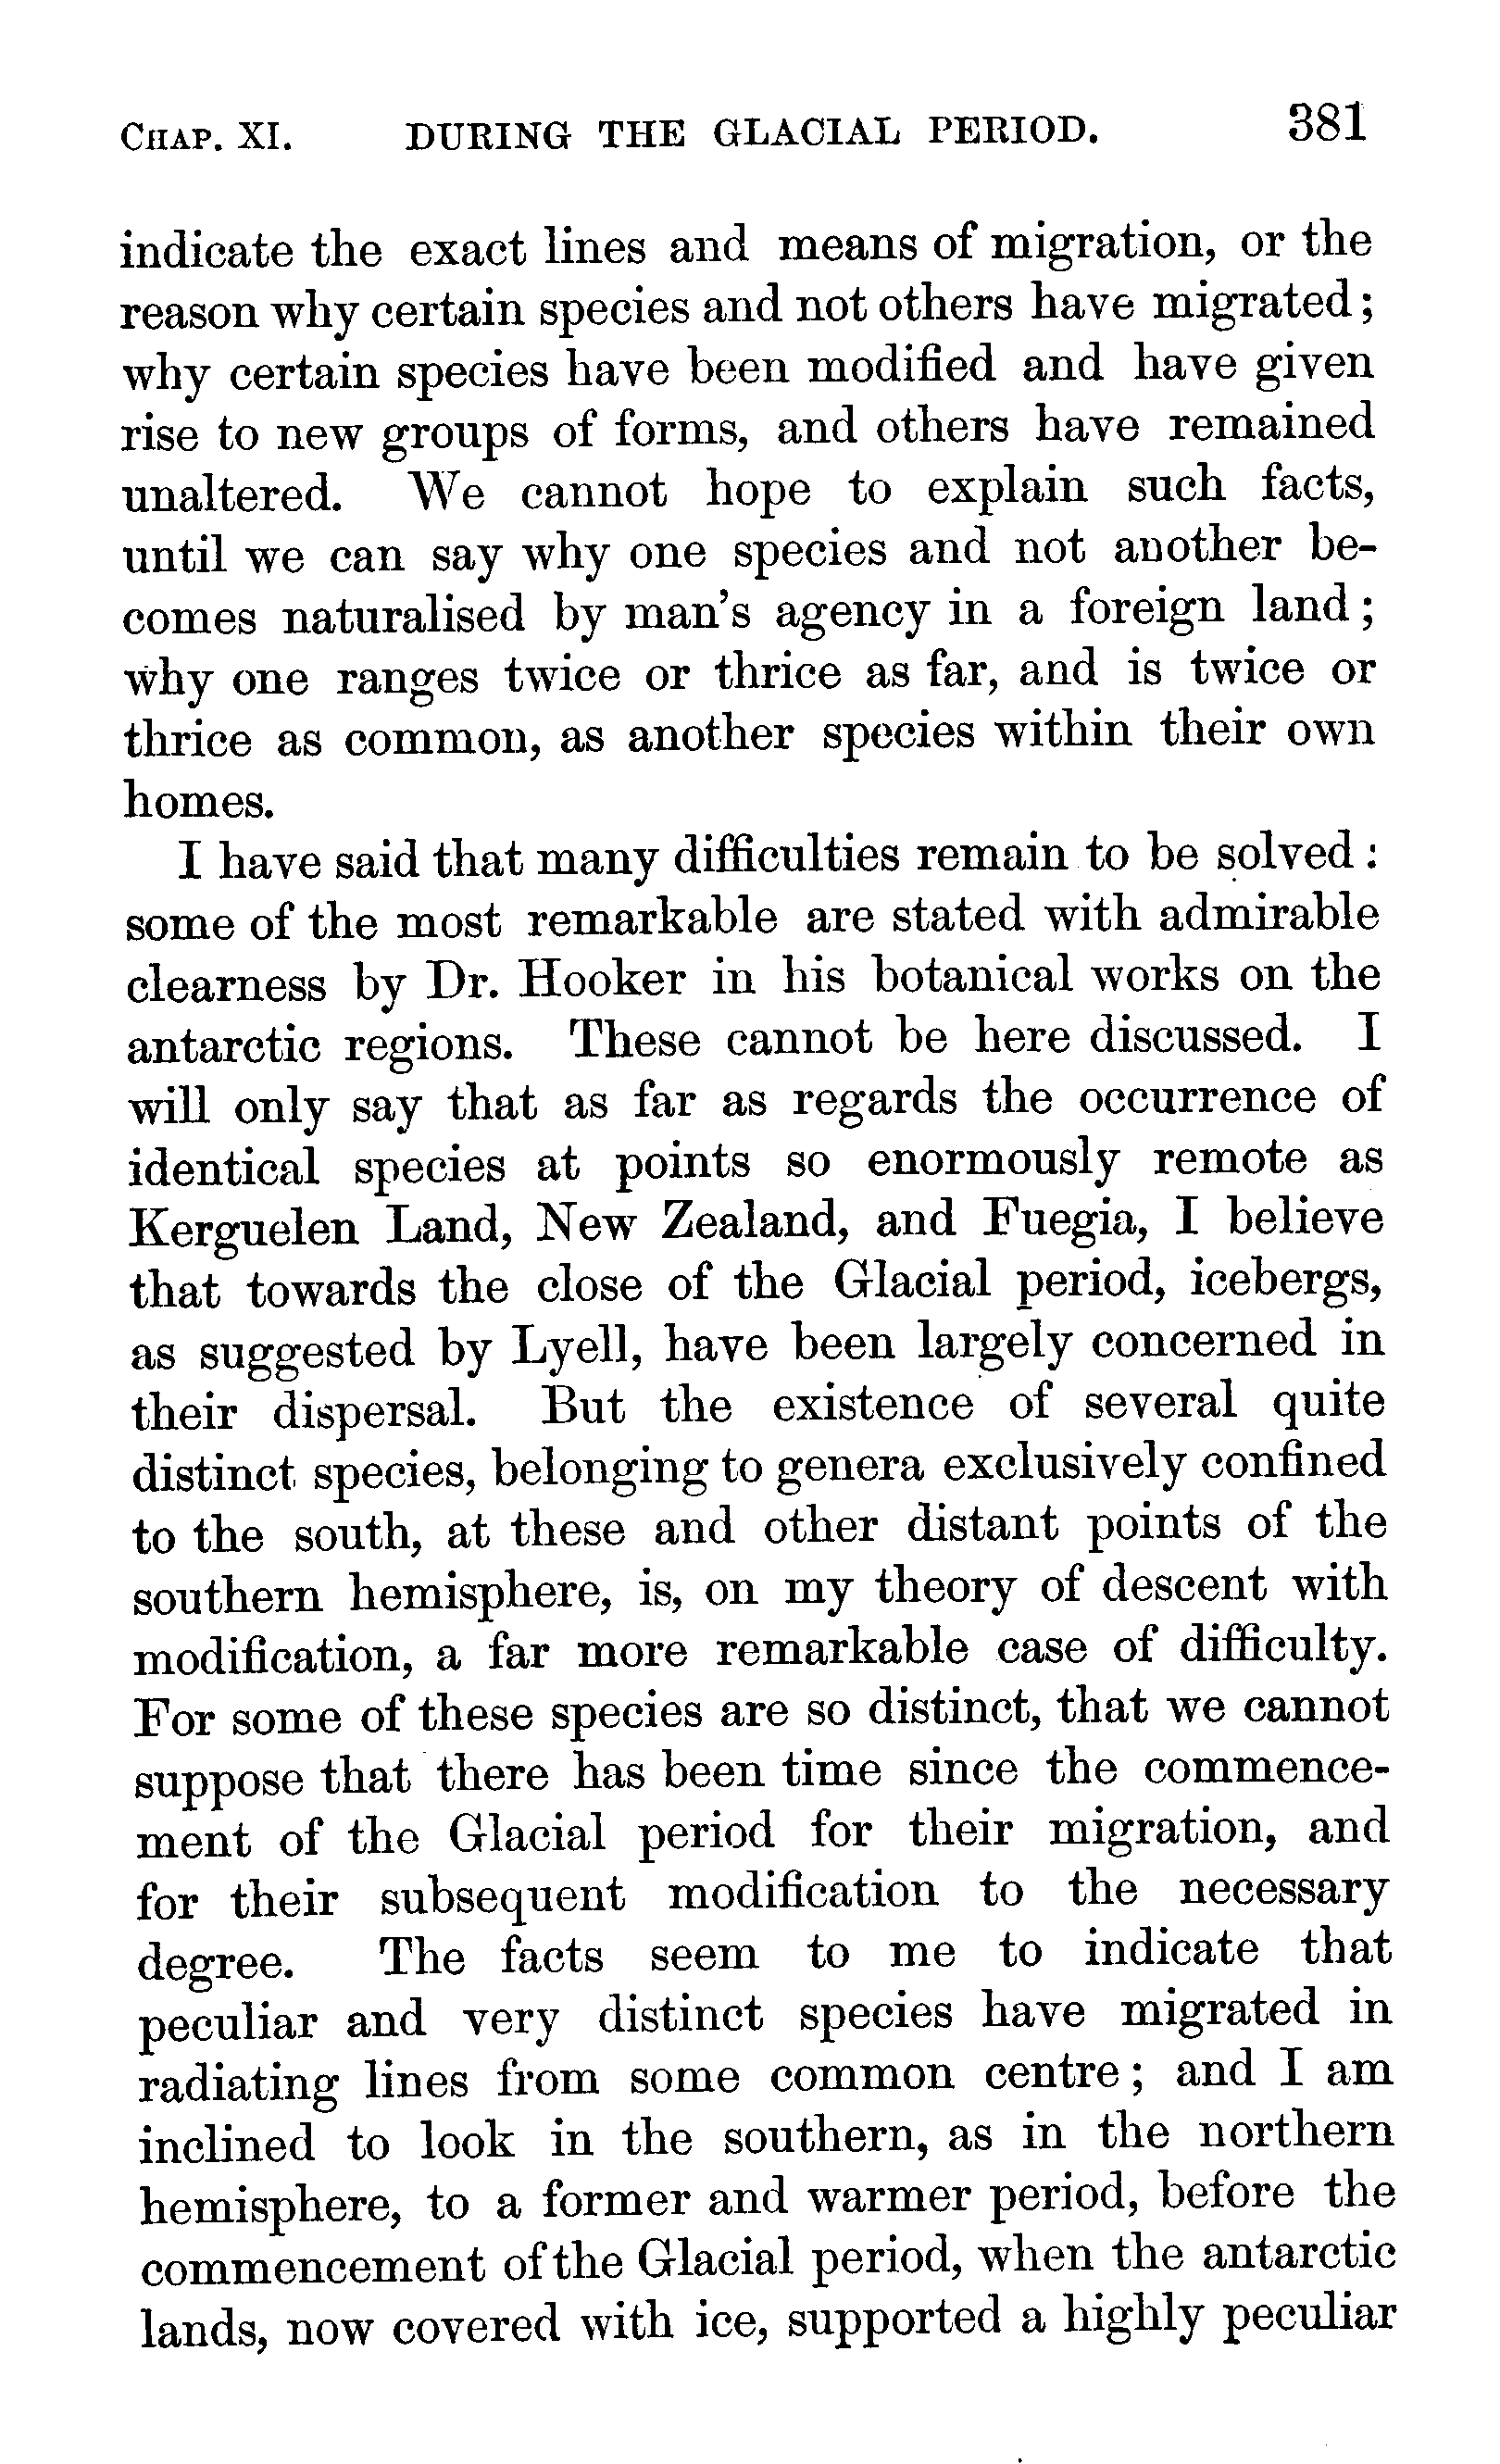 CHAP. XI. DURING THE GLACIAL PERIOD. 381
indicate the exact lines and means of migration, or the
reason why certain species and not others have migrated;
why certain species have been modified and have given
rise to new groups of forms, and others have remained
unaltered. We cannot hope to explain such facts,
until we can say why one species and not another be-
comes naturalised by man's agency in a foreign land;
why one ranges twice or thrice as far, and is twice or
thrice as common, as another species within their own
homes.
I have said that many difficulties remain to be solved:
some of the most remarkable are stated with admirable
clearness by Dr. Hooker in his botanical works on the
antarctic regions. These cannot be here discussed. I
will only say that as far as regards the occurrence of
identical species at points so enormously remote as
Kerguelen Land, New Zealand, and Fuegia, I believe
that towards the close of the Glacial period, icebergs,
as suggested by Lyell, have been largely concerned in
their dispersal. But the existence of several quite
distinct species, belonging to genera exclusively confined
to the south, at these and other distant points of the
southern hemisphere, is, on my theory of descent with
modification, a far more remarkable case of difficulty.
For some of these species are so distinct, that we cannot
suppose that there has been time since the commence-
ment of the Glacial period for their migration, and
for their subsequent modification to the necessary
degree. The facts seem to me to indicate that
peculiar and very distinct species have migrated in
radiating lines from some common centre; and I am
inclined to look in the southern, as in the northern
hemisphere, to a former and warmer period, before the
commencement of the Glacial period, when the antarctic
lands, now covered with ice, supported a highly peculiar